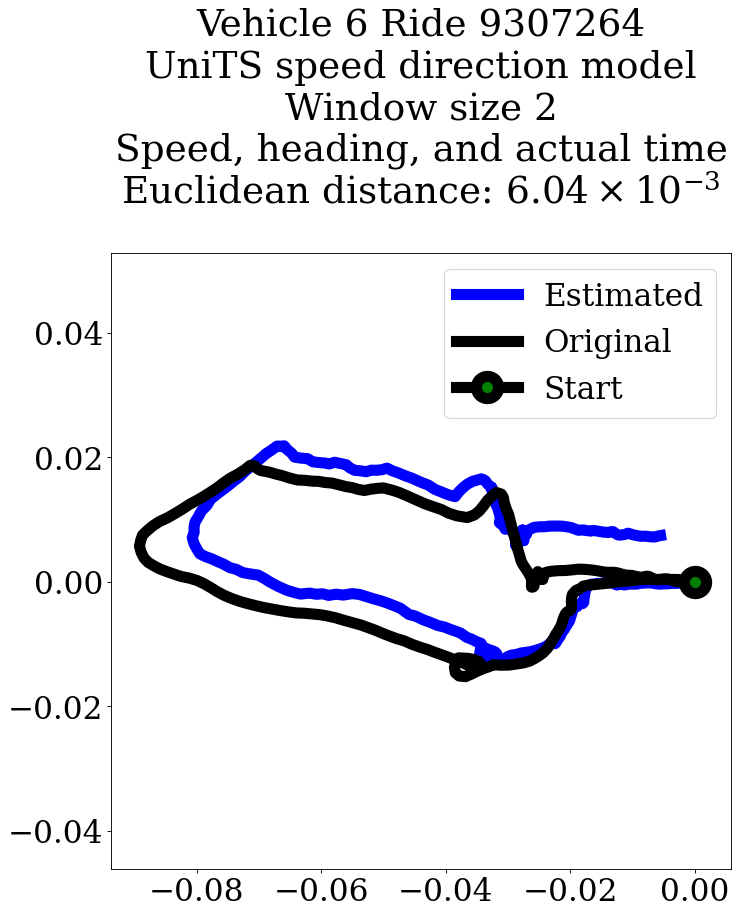 Vehicle 6 Ride 9307264
UniTS speed direction model
Window size 2
Speed, heading, and actual time
Euclidean distance: 6.04 × 10⁻³
Estimated
Original
Start
0.04
0.02
0.00
−0.02
−0.04
−0.08 −0.06 −0.04 −0.02 0.00